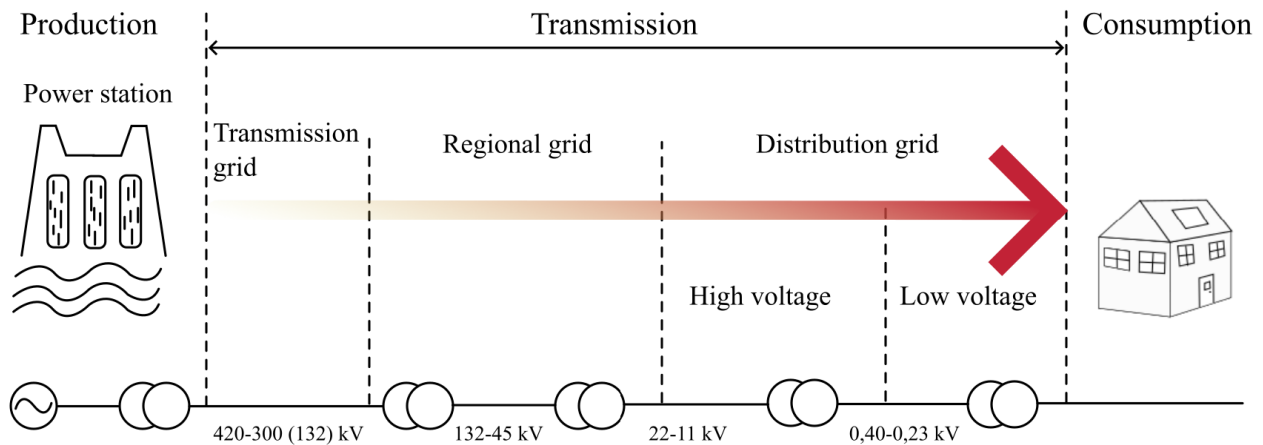 Production
Transmission
Consumption
Power station
Transmission
grid
Regional grid
Distribution grid
High voltage
Low voltage
420-300 (132) kV
132-45 kV
22-11 kV
0,40-0,23 kV